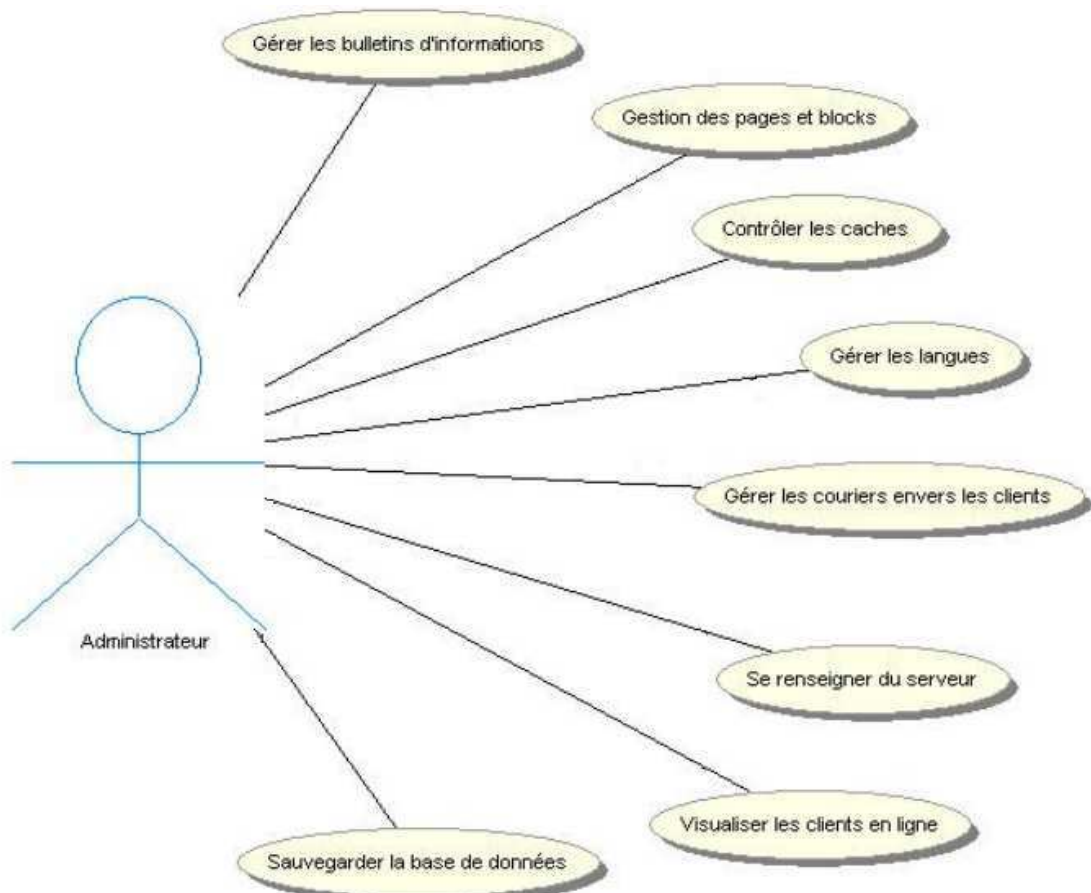 Gérer les bulletins d'informations
Gestion des pages et blocks
Contrôler les caches
Gérer les langues
Gérer les couriers envers les clients
Administrateur
Se renseigner du serveur
Visualiser les clients en ligne
Sauvegarder la base de données